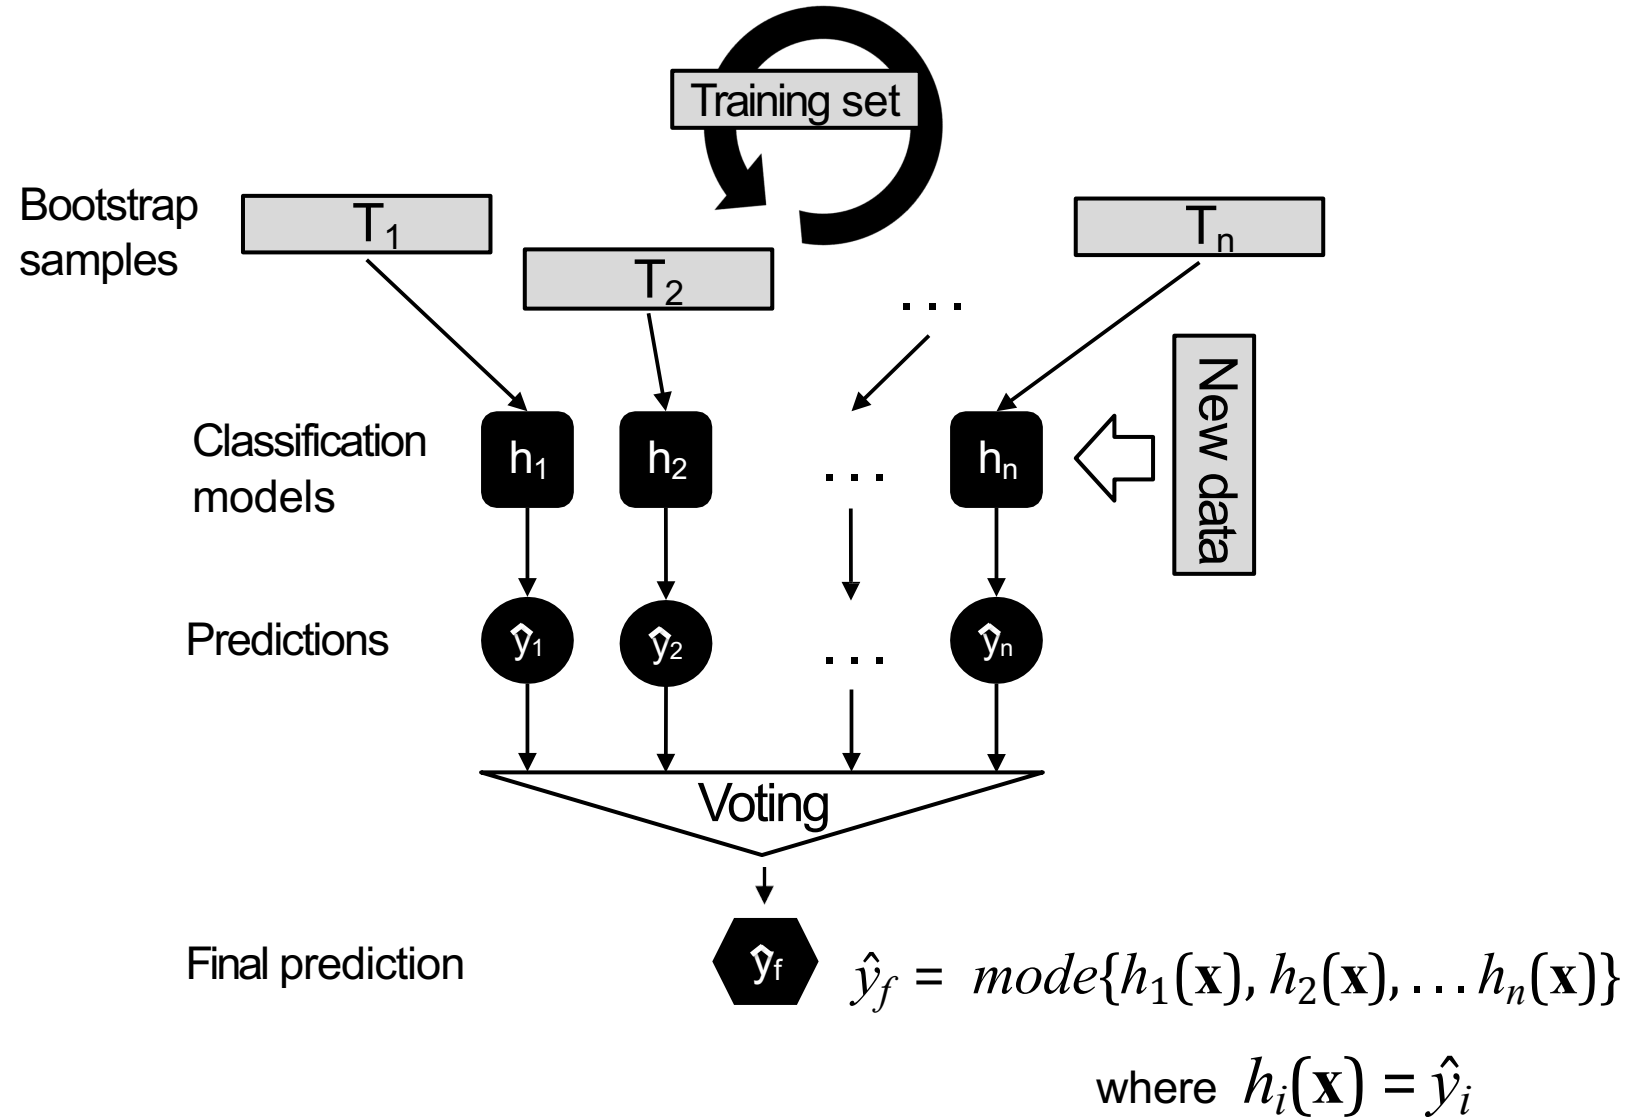 Training set
Bootstrap
samples
T₁
T₂
Tₙ
...
New data
Classification
models
h₁
h₂
...
hₙ
Predictions
ŷ₁
ŷ₂
...
ŷₙ
Voting
Final prediction
ŷf
ŷf = mode{h₁(x), h₂(x), ... hₙ(x)}
where hᵢ(x) = ŷᵢ